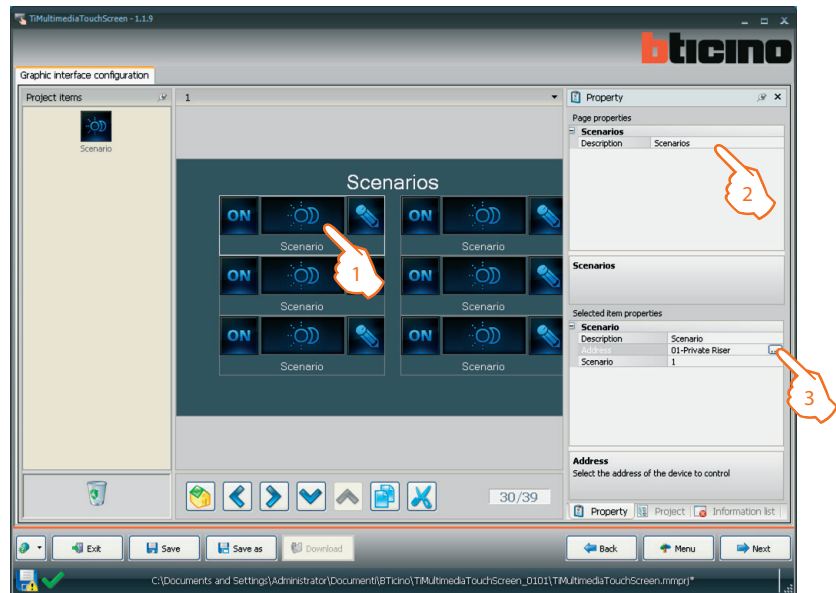 TiMultimediaTouchScreen - 1.1.9
bticino
Graphic interface configuration
Project items
1
Property
Scenario
Page properties
Scenarios
Description Scenarios
2
Scenarios
ON ON
Scenario Scenario
1
ON ON
Scenario Scenario
ON ON
Scenario Scenario
Scenarios
Selected item properties
Scenario
Description Scenario
Address 01-Private Riser ...
Scenario 1
3
Address
Select the address of the device to control
30/39
Property Project Information list
Exit Save Save as Download Back Menu Next
C:\Documents and Settings\Administrator\Documenti\BTicino\TiMultimediaTouchScreen_0101\TiMultimediaTouchScreen.mmprj*